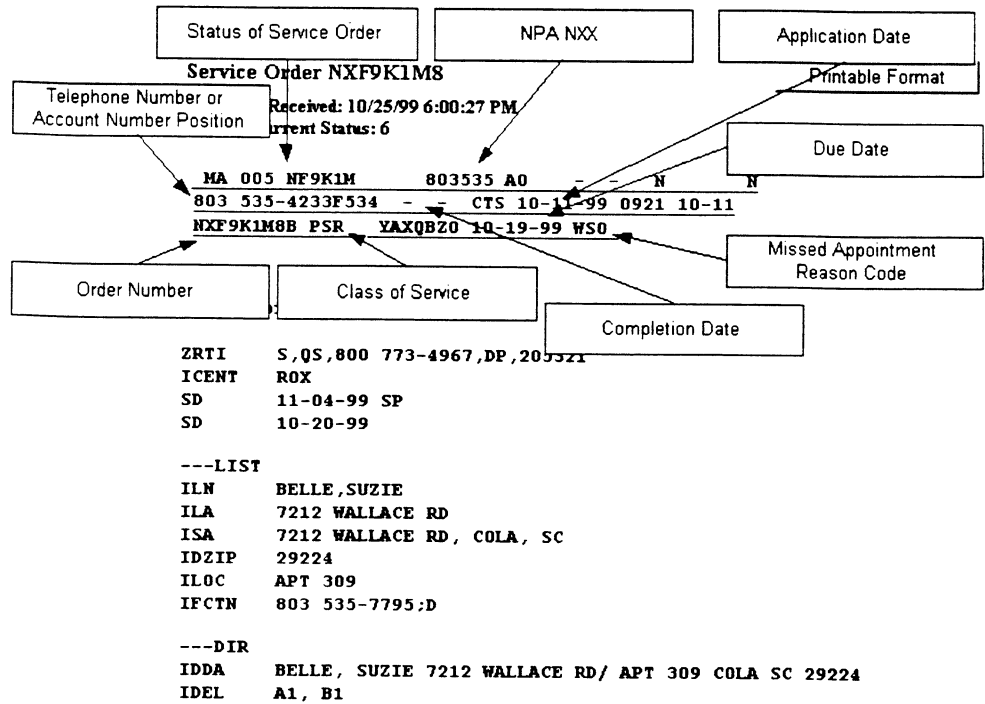 Status of Service Order
NPA NXX
Application Date
Service Order NXF9K1M8
Printable Format
Telephone Number or
Account Number Position
Received: 10/25/99 6:00:27 PM
urrent Status: 6
Due Date
MA 005 NF9K1M 803535 A0 - - N N
803 535-4233F534 - - CTS 10-11-99 0921 10-11
NXF9K1M8B PSR YAXQBZ0 10-19-99 WS0
Missed Appointment
Reason Code
Order Number
Class of Service
Completion Date
ZRTI S,QS,800 773-4967,DP,205321
ICENT ROX
SD 11-04-99 SP
SD 10-20-99
---LIST
ILN BELLE,SUZIE
ILA 7212 WALLACE RD
ISA 7212 WALLACE RD, COLA, SC
IDZIP 29224
ILOC APT 309
IFCTN 803 535-7795;D
---DIR
IDDA BELLE, SUZIE 7212 WALLACE RD/ APT 309 COLA SC 29224
IDEL A1, B1